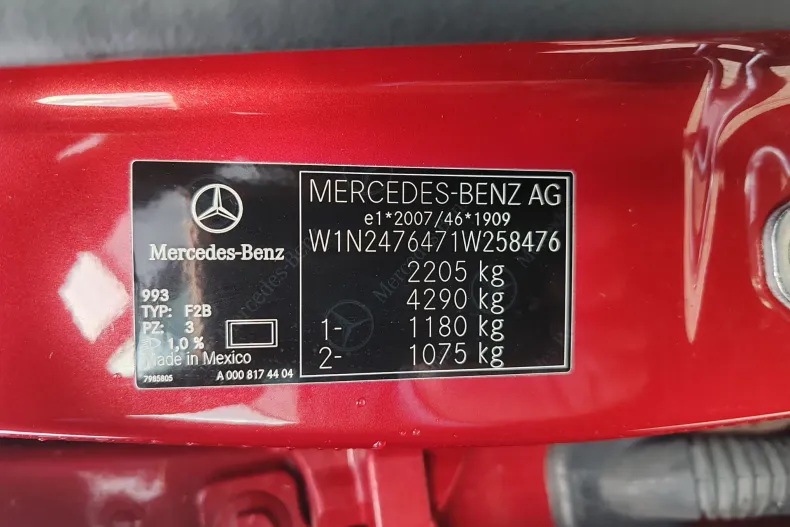 Mercedes-Benz
993
TYP: F2B
PZ: 3
1,0 %
Made in Mexico
7985805
A 000 817 44 04
MERCEDES-BENZ AG
e1*2007/46*1909
W1N2476471W258476
2205 kg
4290 kg
1- 1180 kg
2- 1075 kg